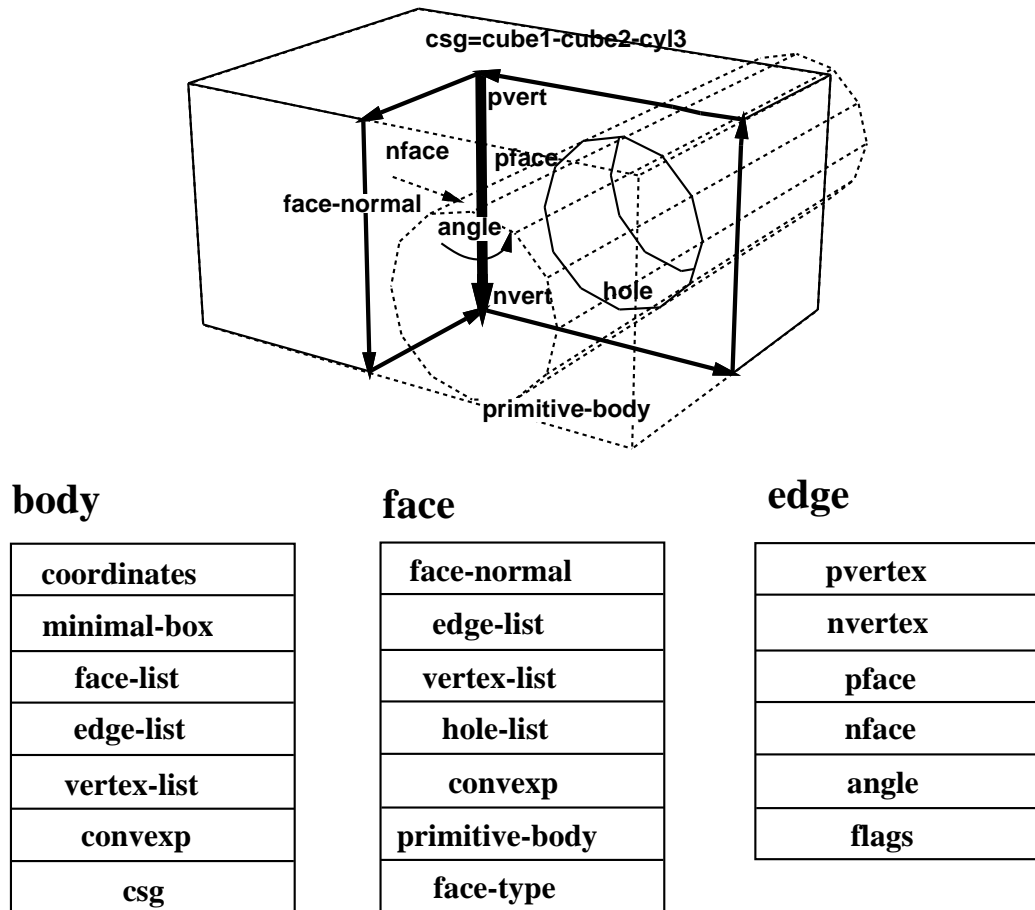 csg=cube1-cube2-cyl3
pvert
nface
pface
face-normal
angle
nvert
hole
primitive-body
body
coordinates
minimal-box
face-list
edge-list
vertex-list
convexp
csg
face
face-normal
edge-list
vertex-list
hole-list
convexp
primitive-body
face-type
edge
pvertex
nvertex
pface
nface
angle
flags